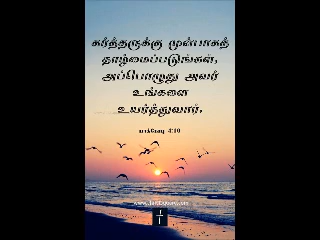 கர்த்தருக்கு முன்பாகத்
தாழ்மைப்படுங்கள்,
அப்பொழுது அவர்
உங்களை
உயர்த்துவார்.
யாக்கோபு 4:10